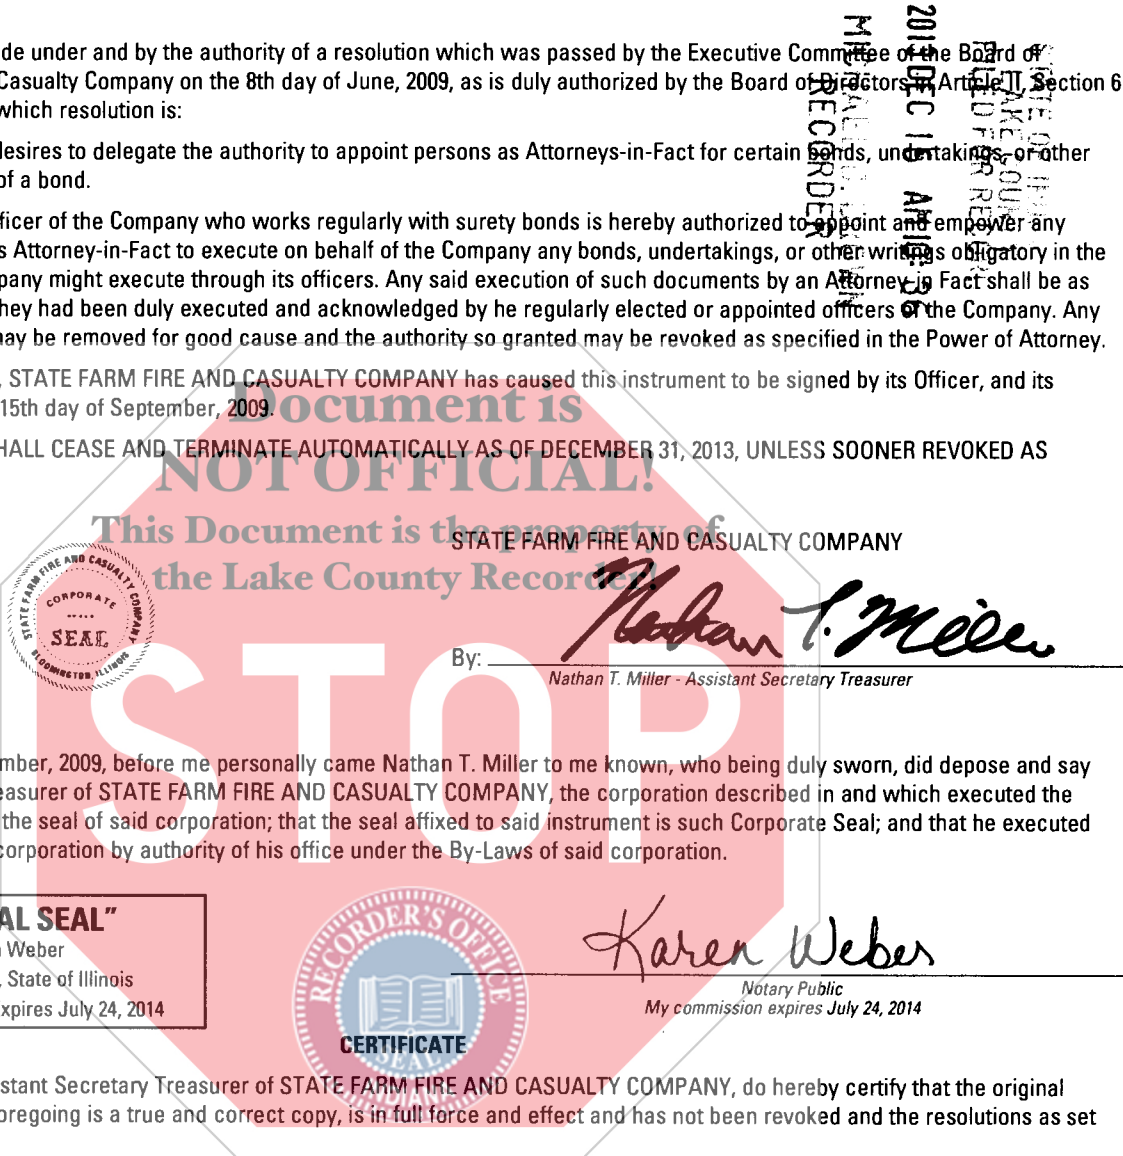 de under and by the authority of a resolution which was passed by the Executive Committee of the Board of
Casualty Company on the 8th day of June, 2009, as is duly authorized by the Board of Directors in Article II, Section 6
which resolution is:
desires to delegate the authority to appoint persons as Attorneys-in-Fact for certain bonds, undertakings, or other
of a bond.
ficer of the Company who works regularly with surety bonds is hereby authorized to appoint and empower any
s Attorney-in-Fact to execute on behalf of the Company any bonds, undertakings, or other writings obligatory in the
pany might execute through its officers. Any said execution of such documents by an Attorney-in Fact shall be as
hey had been duly executed and acknowledged by he regularly elected or appointed officers of the Company. Any
may be removed for good cause and the authority so granted may be revoked as specified in the Power of Attorney.
, STATE FARM FIRE AND CASUALTY COMPANY has caused this instrument to be signed by its Officer, and its
15th day of September, 2009.
HALL CEASE AND TERMINATE AUTOMATICALLY AS OF DECEMBER 31, 2013, UNLESS SOONER REVOKED AS
DEC 15 AM 10: 36
RECORDER
Document is
NOT OFFICIAL!
This Document is the property of
the Lake County Recorder!
STOP
STATE FARM FIRE AND CASUALTY COMPANY
STATE FARM FIRE AND CASUALTY COMPANY
CORPORATE
SEAL
BLOOMINGTON, ILLINOIS
Nathan T. Miller
By:
Nathan T. Miller - Assistant Secretary Treasurer
mber, 2009, before me personally came Nathan T. Miller to me known, who being duly sworn, did depose and say
easurer of STATE FARM FIRE AND CASUALTY COMPANY, the corporation described in and which executed the
the seal of said corporation; that the seal affixed to said instrument is such Corporate Seal; and that he executed
corporation by authority of his office under the By-Laws of said corporation.
AL SEAL"
Weber
, State of Illinois
xpires July 24, 2014
Karen Weber
Notary Public
My commission expires July 24, 2014
RECORDER'S OFFICE
SEAL
INDIANA
CERTIFICATE
stant Secretary Treasurer of STATE FARM FIRE AND CASUALTY COMPANY, do hereby certify that the original
oregoing is a true and correct copy, is in full force and effect and has not been revoked and the resolutions as set